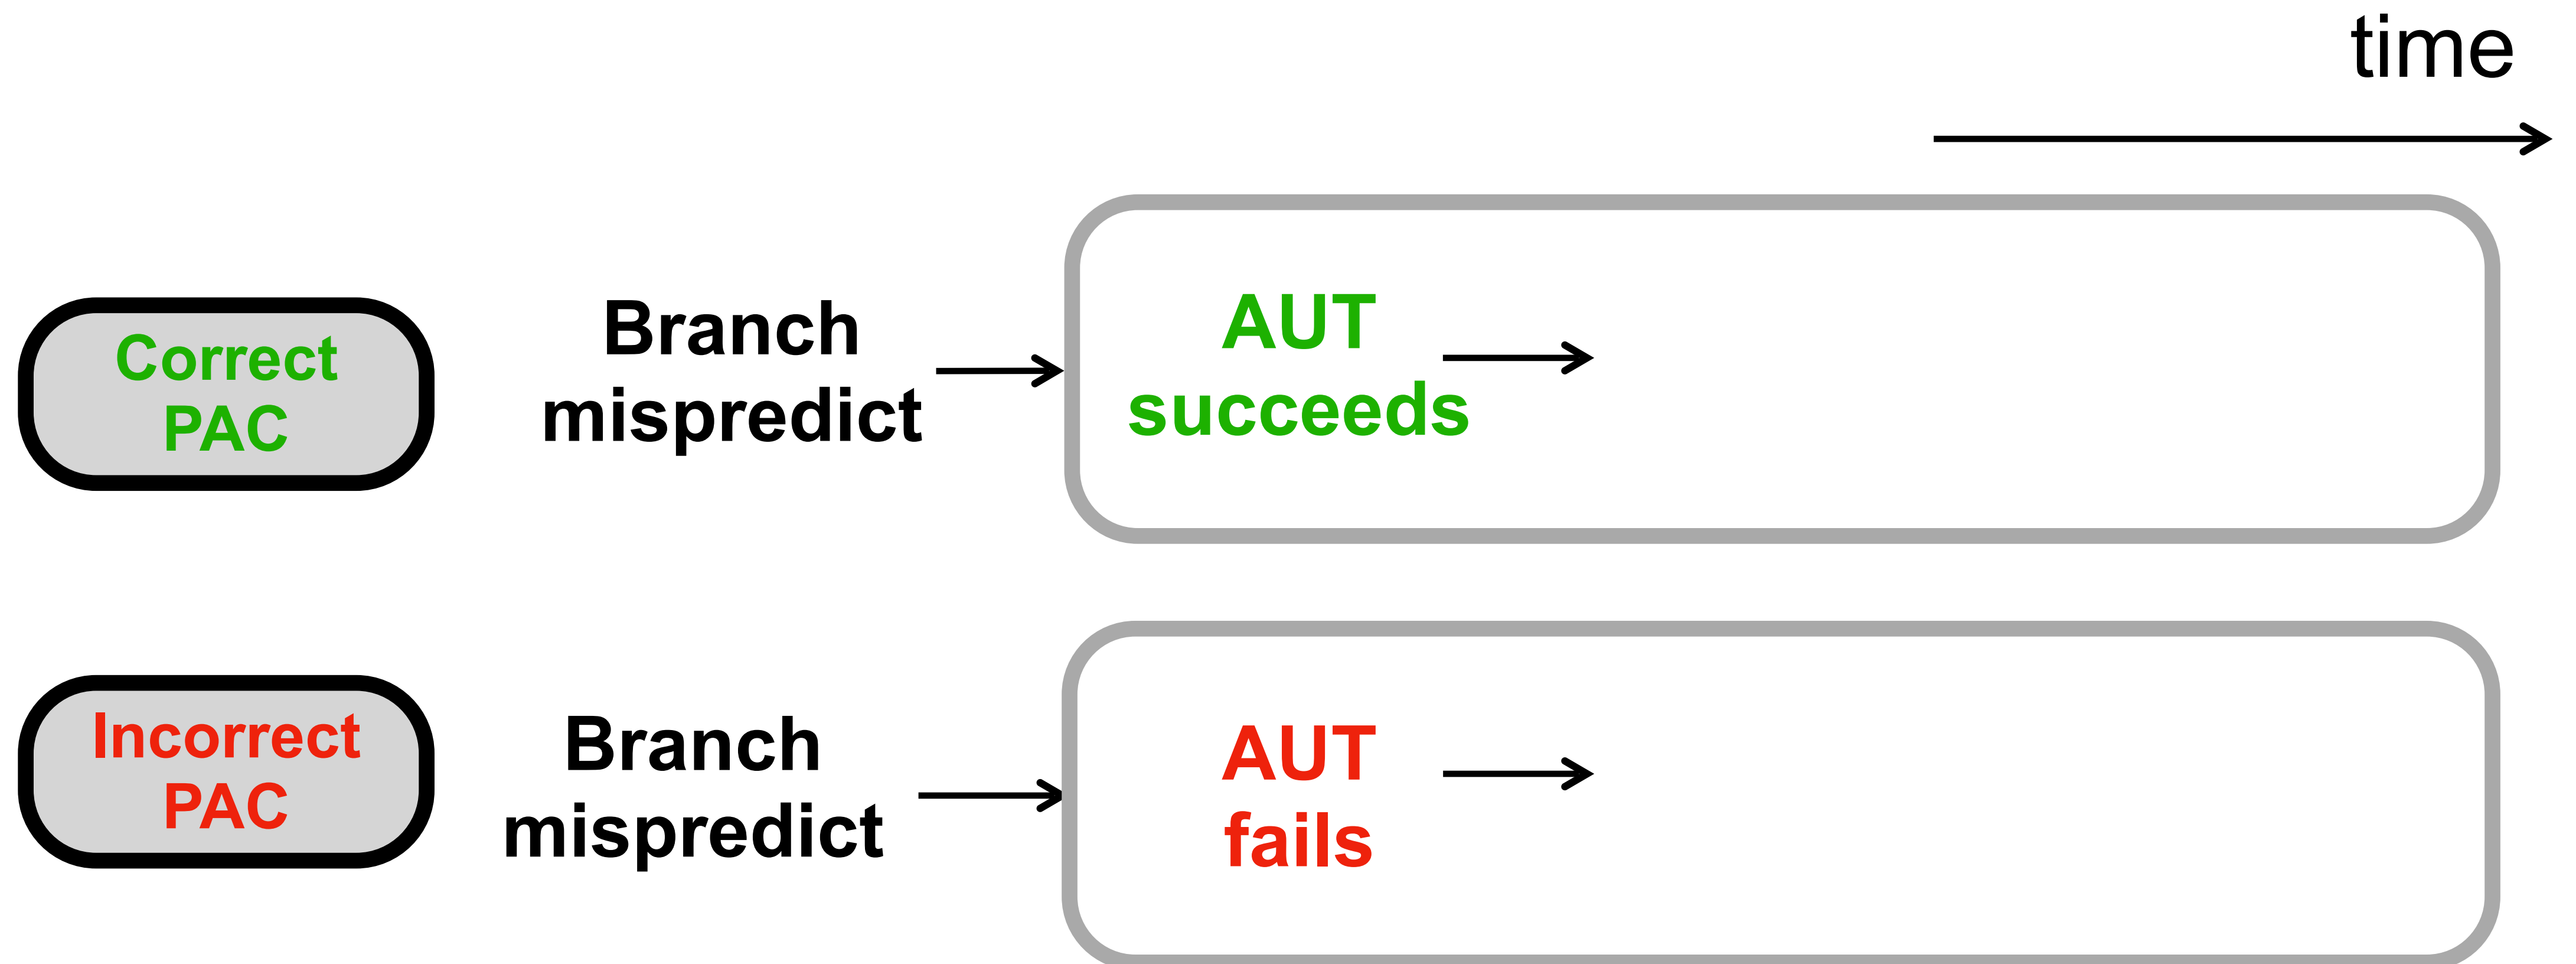 time
Correct
PAC
Branch
mispredict
AUT
succeeds
Incorrect
PAC
Branch
mispredict
AUT
fails